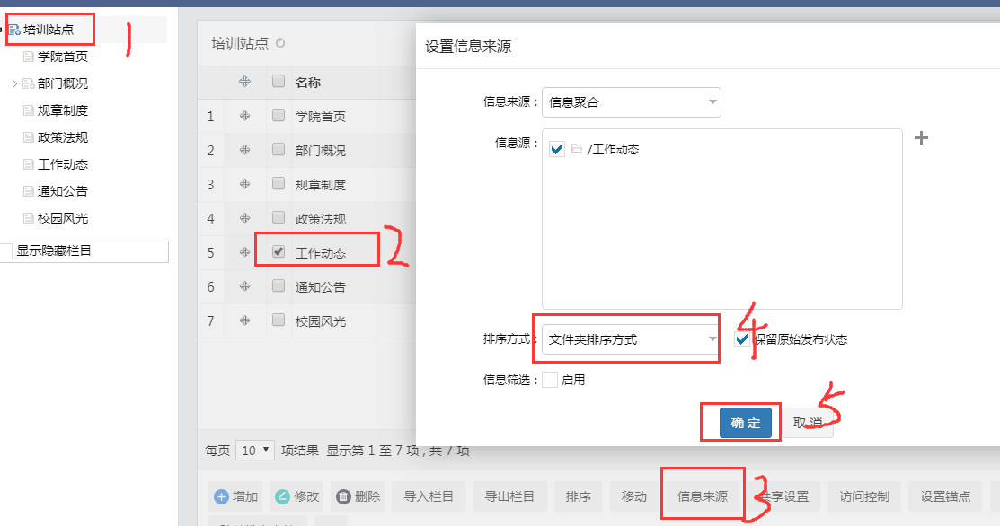 培训站点
1
学院首页
部门概况
规章制度
政策法规
工作动态
通知公告
校园风光
显示隐藏栏目
培训站点
名称
1 学院首页
2 部门概况
3 规章制度
4 政策法规
5 工作动态
2
6 通知公告
7 校园风光
每页 10 项结果 显示第 1 至 7 项 , 共 7 项
增加 修改 删除 导入栏目 导出栏目 排序 移动 信息来源 共享设置 访问控制 设置锚点
3
设置信息来源
信息来源 : 信息聚合
信息源 : /工作动态
排序方式 : 文件夹排序方式 保留原始发布状态
4
信息筛选 : 启用
确 定 取 消
5